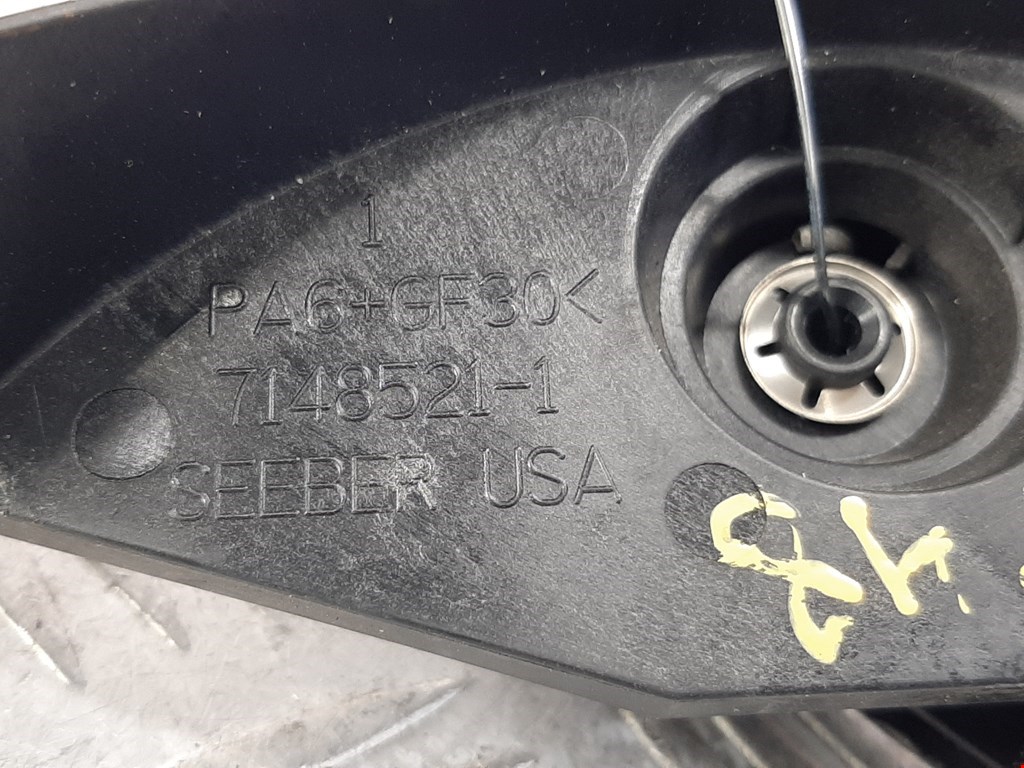 1
PA6+GF30<
7148521-1
SEEBER USA